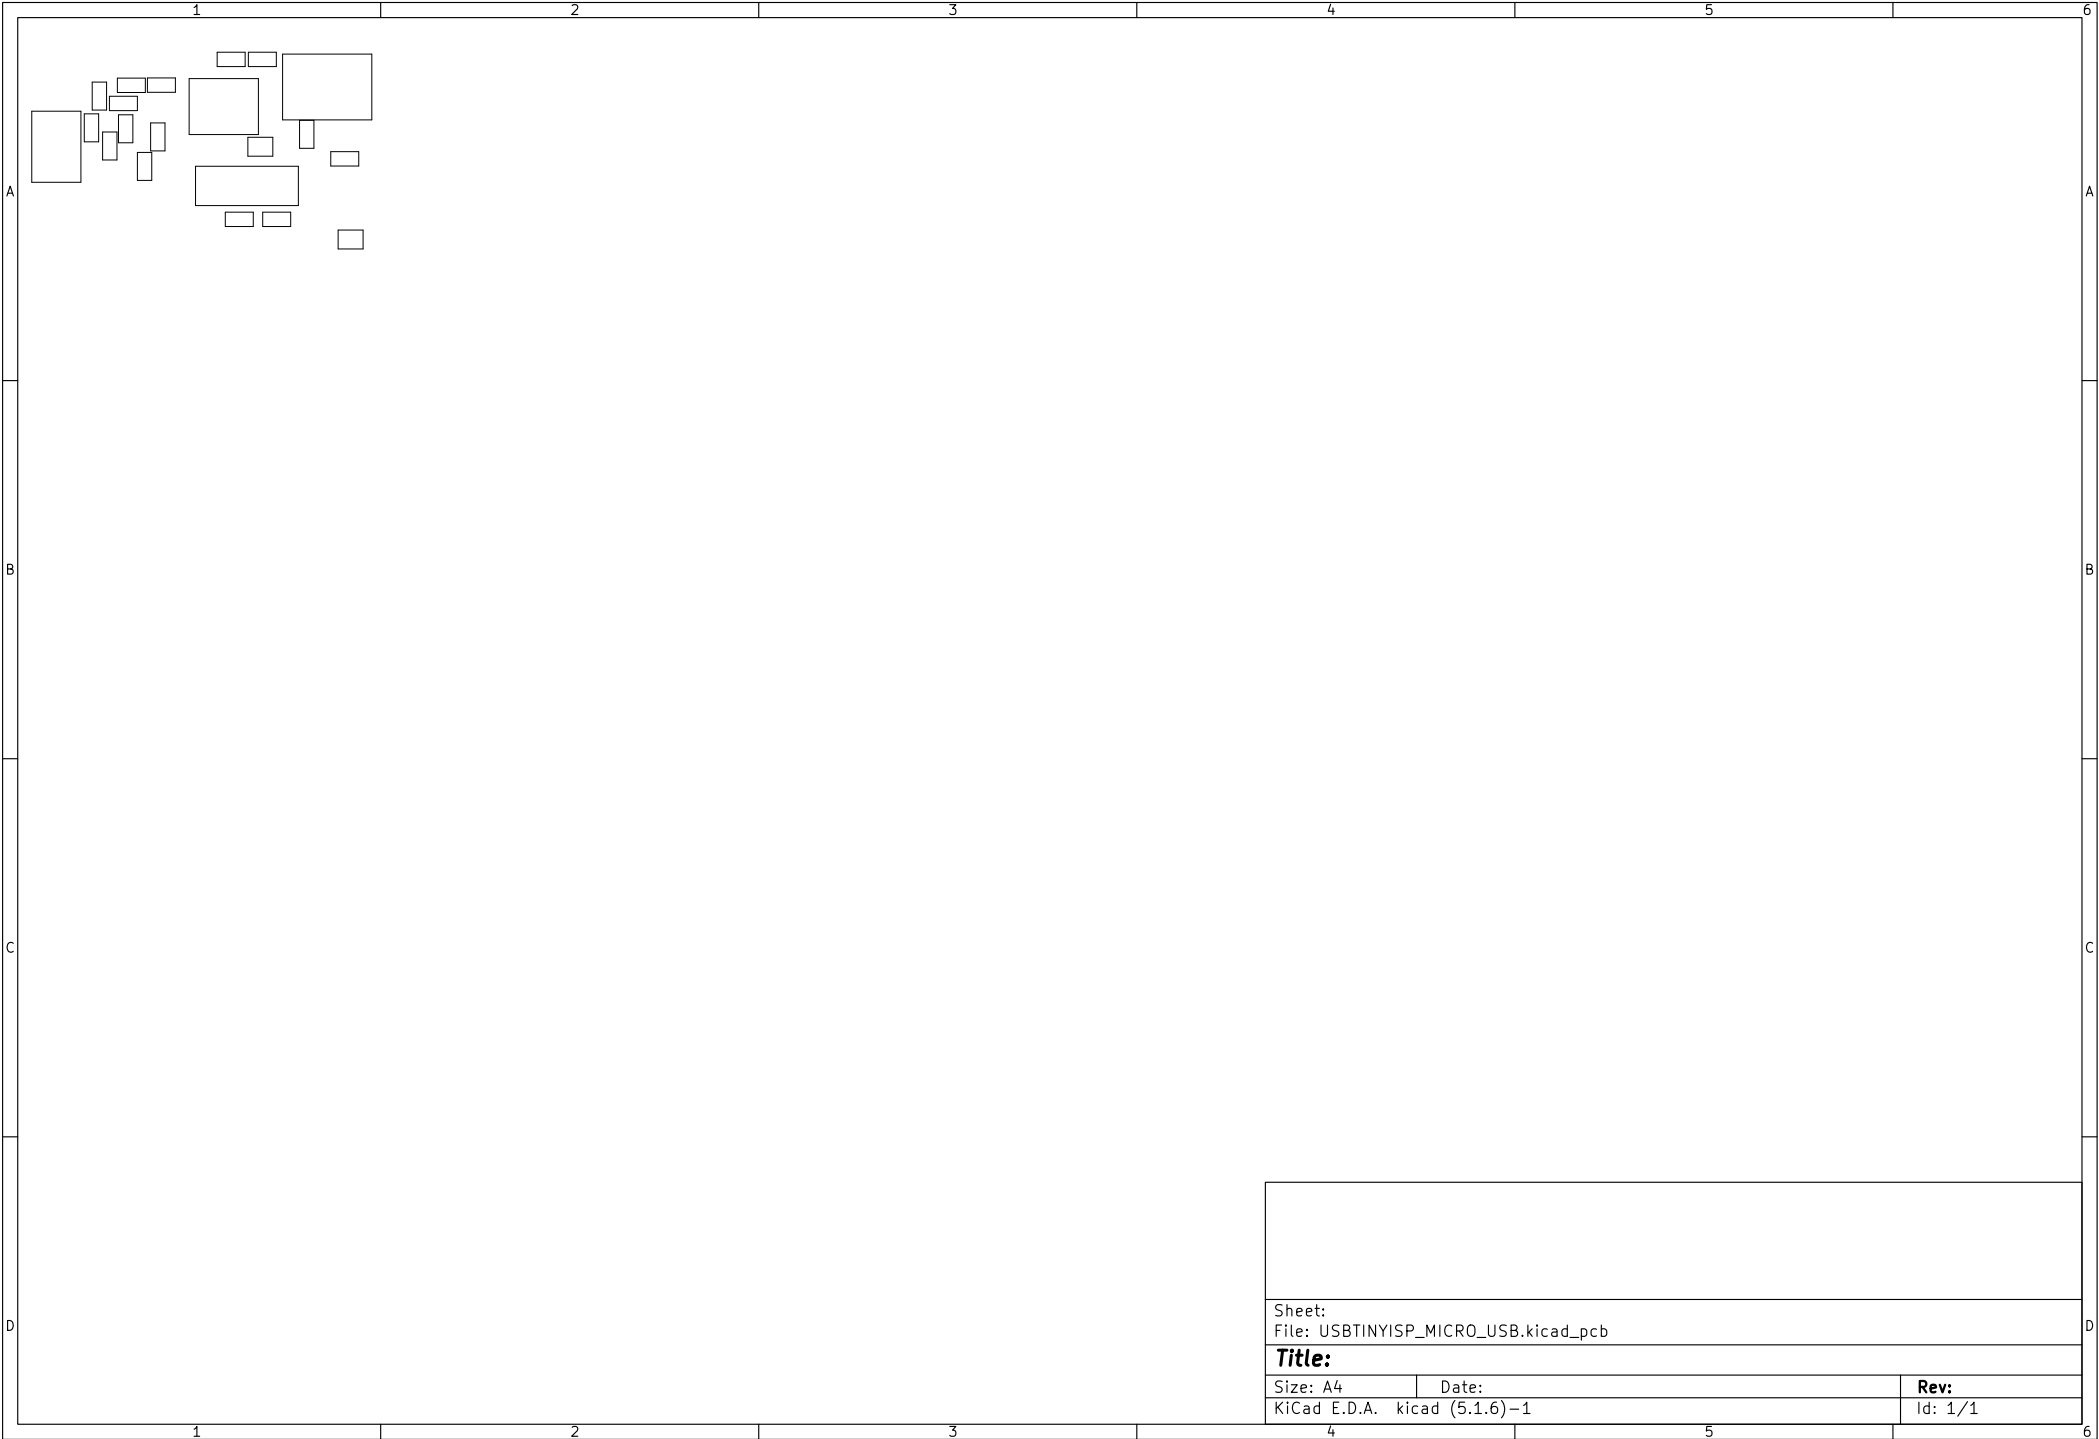 1 2 3 4 5 6
A A
B B
C C
D D
Sheet:
File: USBTINYISP_MICRO_USB.kicad_pcb
Title:
Size: A4 Date: Rev:
KiCad E.D.A. kicad (5.1.6)-1 Id: 1/1
1 2 3 4 5 6